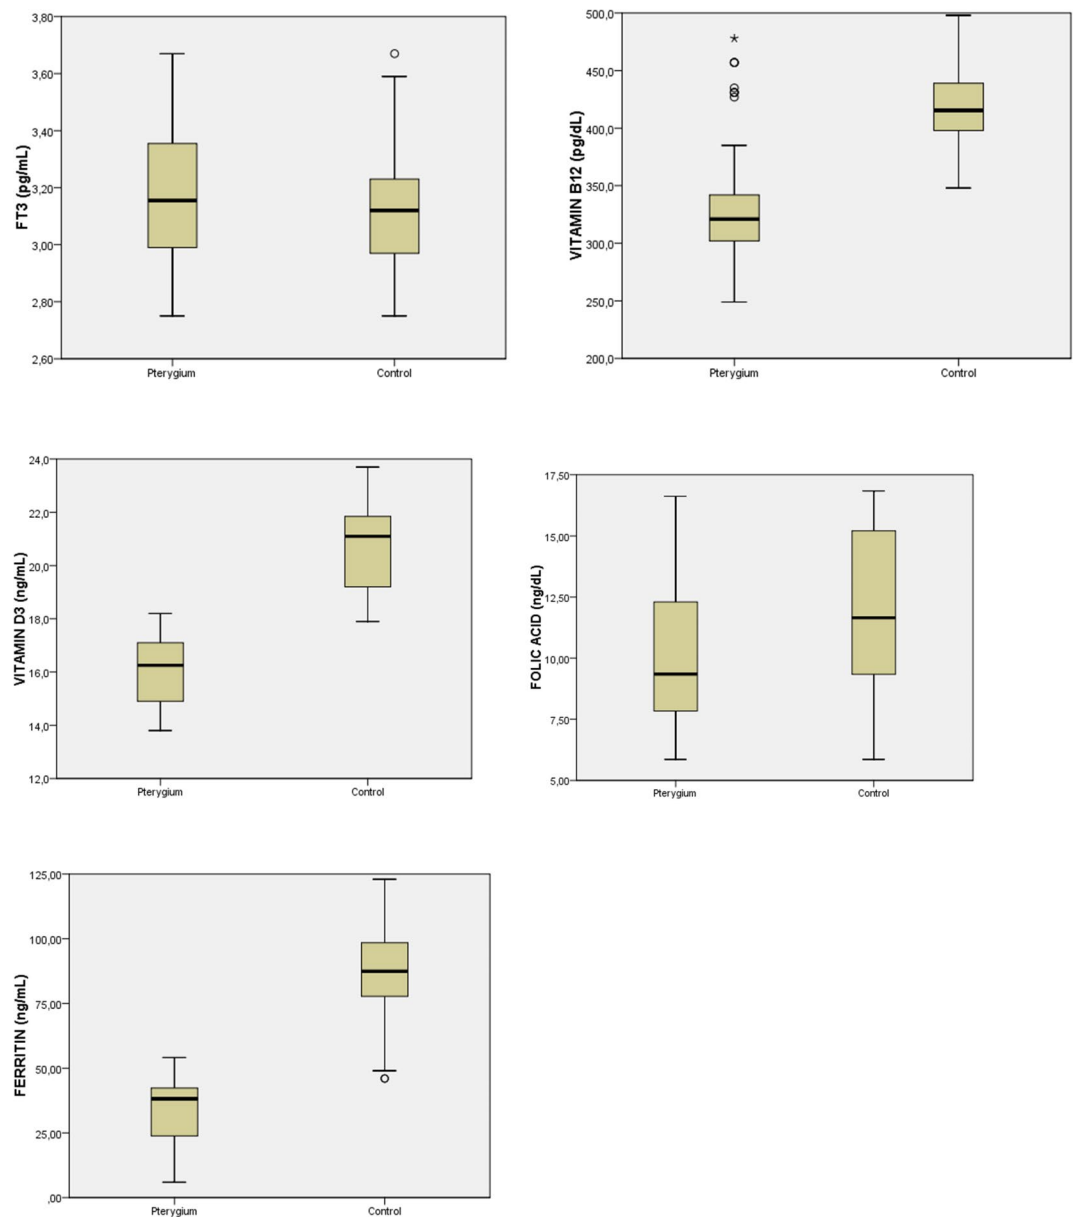 FT3 (pg/mL)
3,80
3,60
3,40
3,20
3,00
2,80
2,60
Pterygium
Control
VITAMIN B12 (pg/dL)
500,0
450,0
400,0
350,0
300,0
250,0
200,0
Pterygium
Control
VITAMIN D3 (ng/mL)
24,0
22,0
20,0
18,0
16,0
14,0
12,0
Pterygium
Control
FOLIC ACID (ng/dL)
17,50
15,00
12,50
10,00
7,50
5,00
Pterygium
Control
FERRITIN (ng/mL)
125,00
100,00
75,00
50,00
25,00
,00
Pterygium
Control